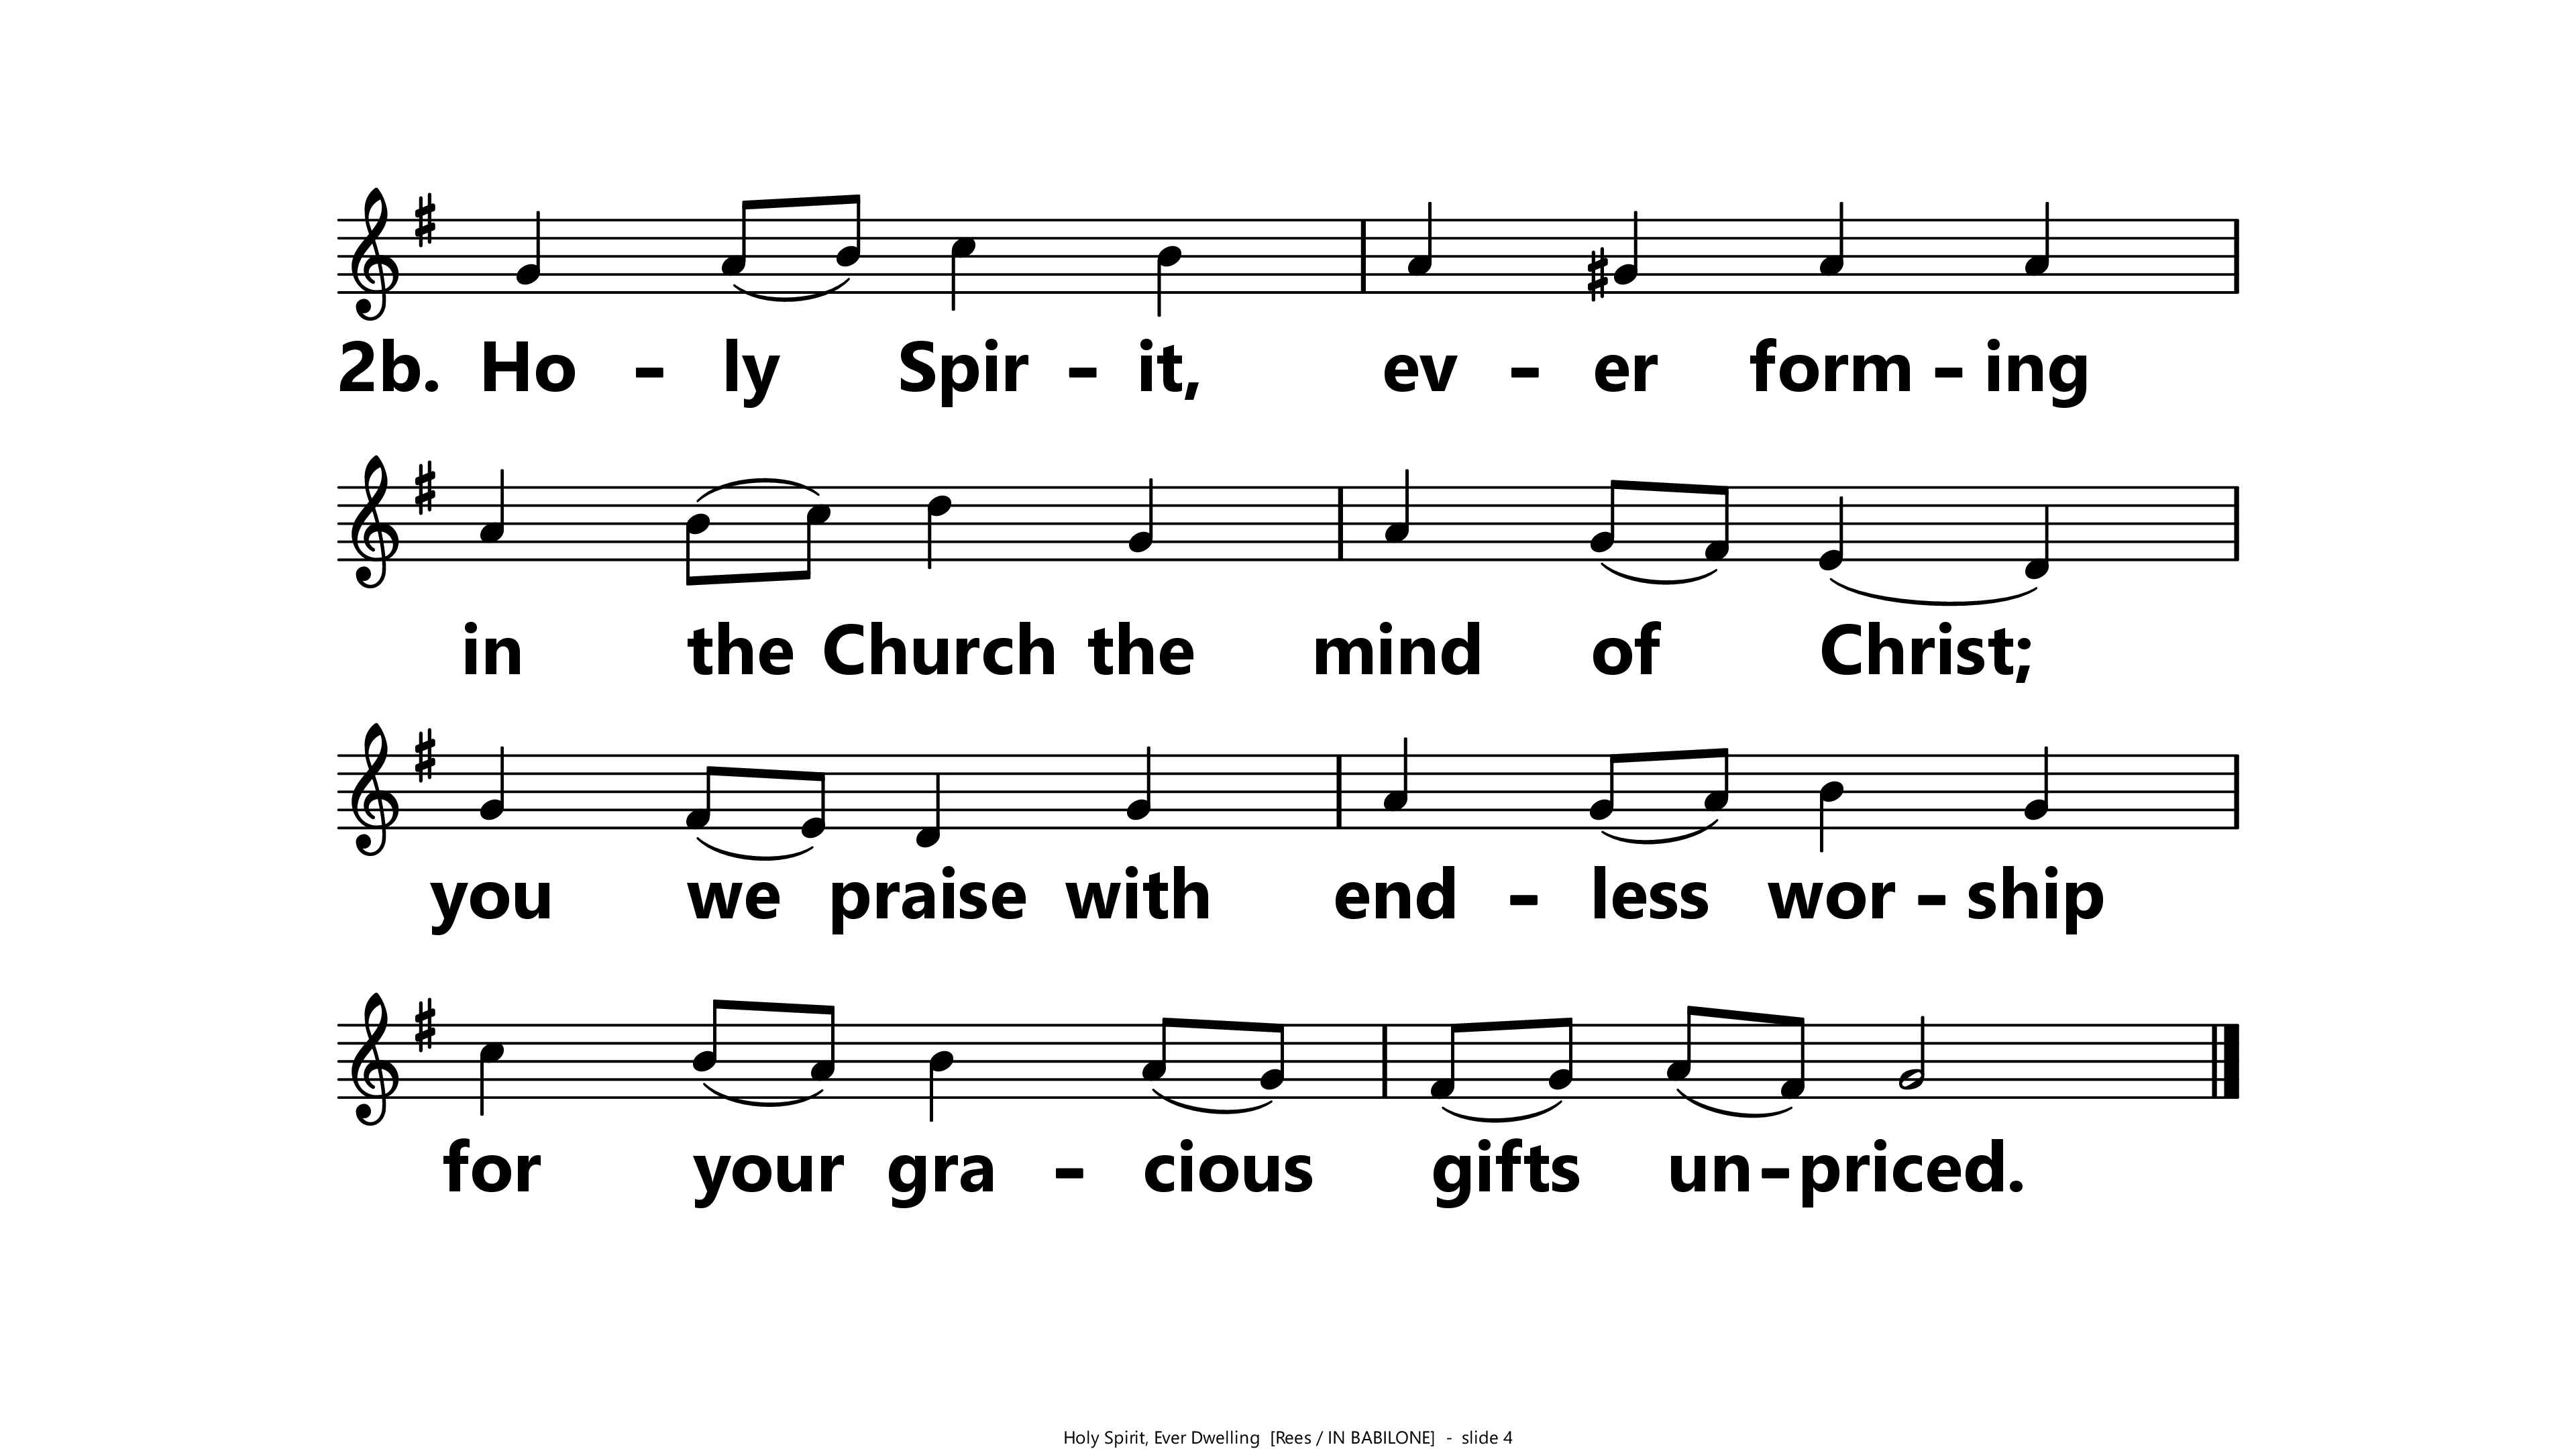 2b. Ho - ly Spir - it, ev - er form - ing
in the Church the mind of Christ;
you we praise with end - less wor - ship
for your gra - cious gifts un - priced.
Holy Spirit, Ever Dwelling [Rees / IN BABILONE] - slide 4